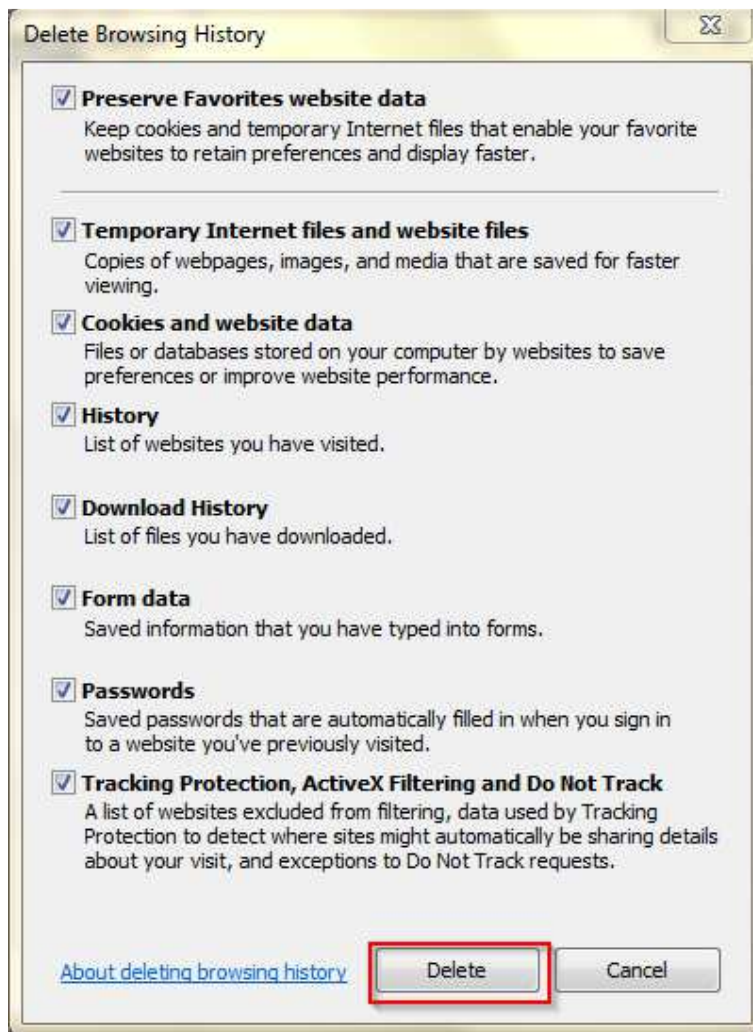 Delete Browsing History
Preserve Favorites website data
Keep cookies and temporary Internet files that enable your favorite
websites to retain preferences and display faster.
Temporary Internet files and website files
Copies of webpages, images, and media that are saved for faster
viewing.
Cookies and website data
Files or databases stored on your computer by websites to save
preferences or improve website performance.
History
List of websites you have visited.
Download History
List of files you have downloaded.
Form data
Saved information that you have typed into forms.
Passwords
Saved passwords that are automatically filled in when you sign in
to a website you've previously visited.
Tracking Protection, ActiveX Filtering and Do Not Track
A list of websites excluded from filtering, data used by Tracking
Protection to detect where sites might automatically be sharing details
about your visit, and exceptions to Do Not Track requests.
About deleting browsing history
Delete
Cancel